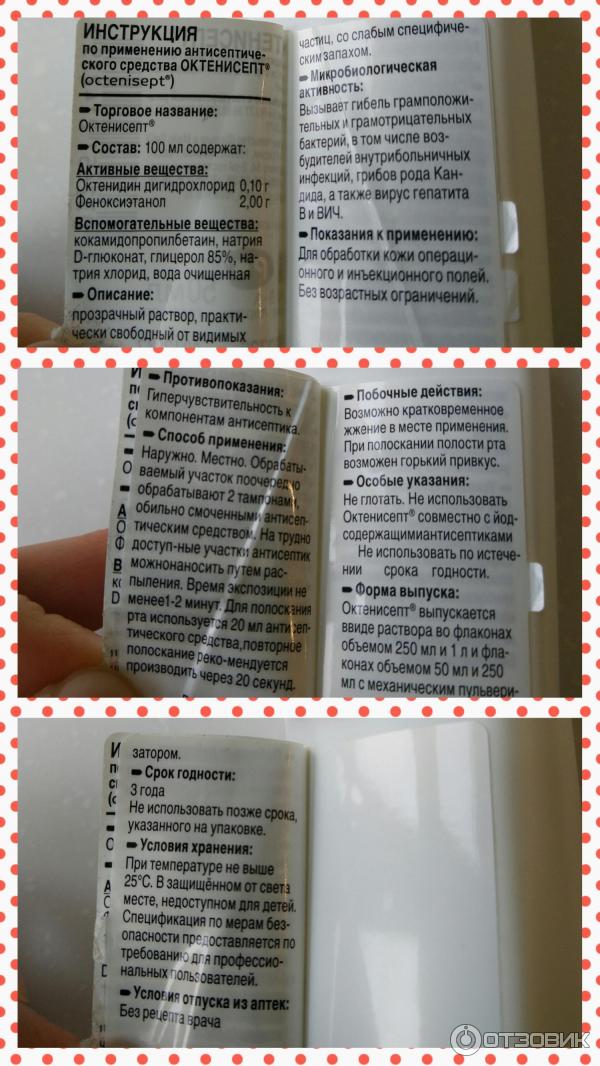 ИНСТРУКЦИЯ
по применению антисептиче-
ского средства ОКТЕНИСЕПТ®
(octenisept®)
Торговое название:
Октенисепт®
Состав: 100 мл содержат:
Активные вещества:
Октенидин дигидрохлорид 0,10 г
Феноксиэтанол 2,00 г
Вспомогательные вещества:
кокамидопропилбетаин, натрия
D-глюконат, глицерол 85%, на-
трия хлорид, вода очищенная
Описание:
прозрачный раствор, практи-
чески свободный от видимых
частиц, со слабым специфиче-
ским запахом.
Микробиологическая
активность:
Вызывает гибель грамположи-
тельных и грамотрицательных
бактерий, в том числе воз-
будителей внутрибольничных
инфекций, грибов рода Кан-
дида, а также вирус гепатита
В и ВИЧ.
Показания к применению:
Для обработки кожи операци-
онного и инъекционного полей.
Без возрастных ограничений.
Противопоказания:
Гиперчувствительность к
компонентам антисептика.
Способ применения:
Наружно. Местно. Обрабаты-
ваемый участок поочередно
обрабатывают 2 тампонами,
обильно смоченными антисеп-
тическим средством. На трудно
доступ-ные участки антисептик
можнонаносить путем рас-
пыления. Время экспозиции не
менее1-2 минут. Для полоскания
рта используется 20 мл антисеп-
тического средства,повторное
полоскание реко-мендуется
производить через 20 секунд.
Побочные действия:
Возможно кратковременное
жжение в месте применения.
При полоскании полости рта
возможен горький привкус.
Особые указания:
Не глотать. Не использовать
Октенисепт® совместно с йод-
содержащимиантисептиками
Не использовать по истече-
нии срока годности.
Форма выпуска:
Октенисепт® выпускается
ввиде раствора во флаконах
объемом 250 мл и 1 л и фла-
конах объемом 50 мл и 250
мл с механическим пульвери-
затором.
Срок годности:
3 года
Не использовать позже срока,
указанного на упаковке.
Условия хранения:
При температуре не выше
25°С. В защищённом от света
месте, недоступном для детей.
Спецификация по мерам без-
опасности предоставляется по
требованию для профессио-
нальных пользователей.
Условия отпуска из аптек:
Без рецепта врача
ОТЗОВИК